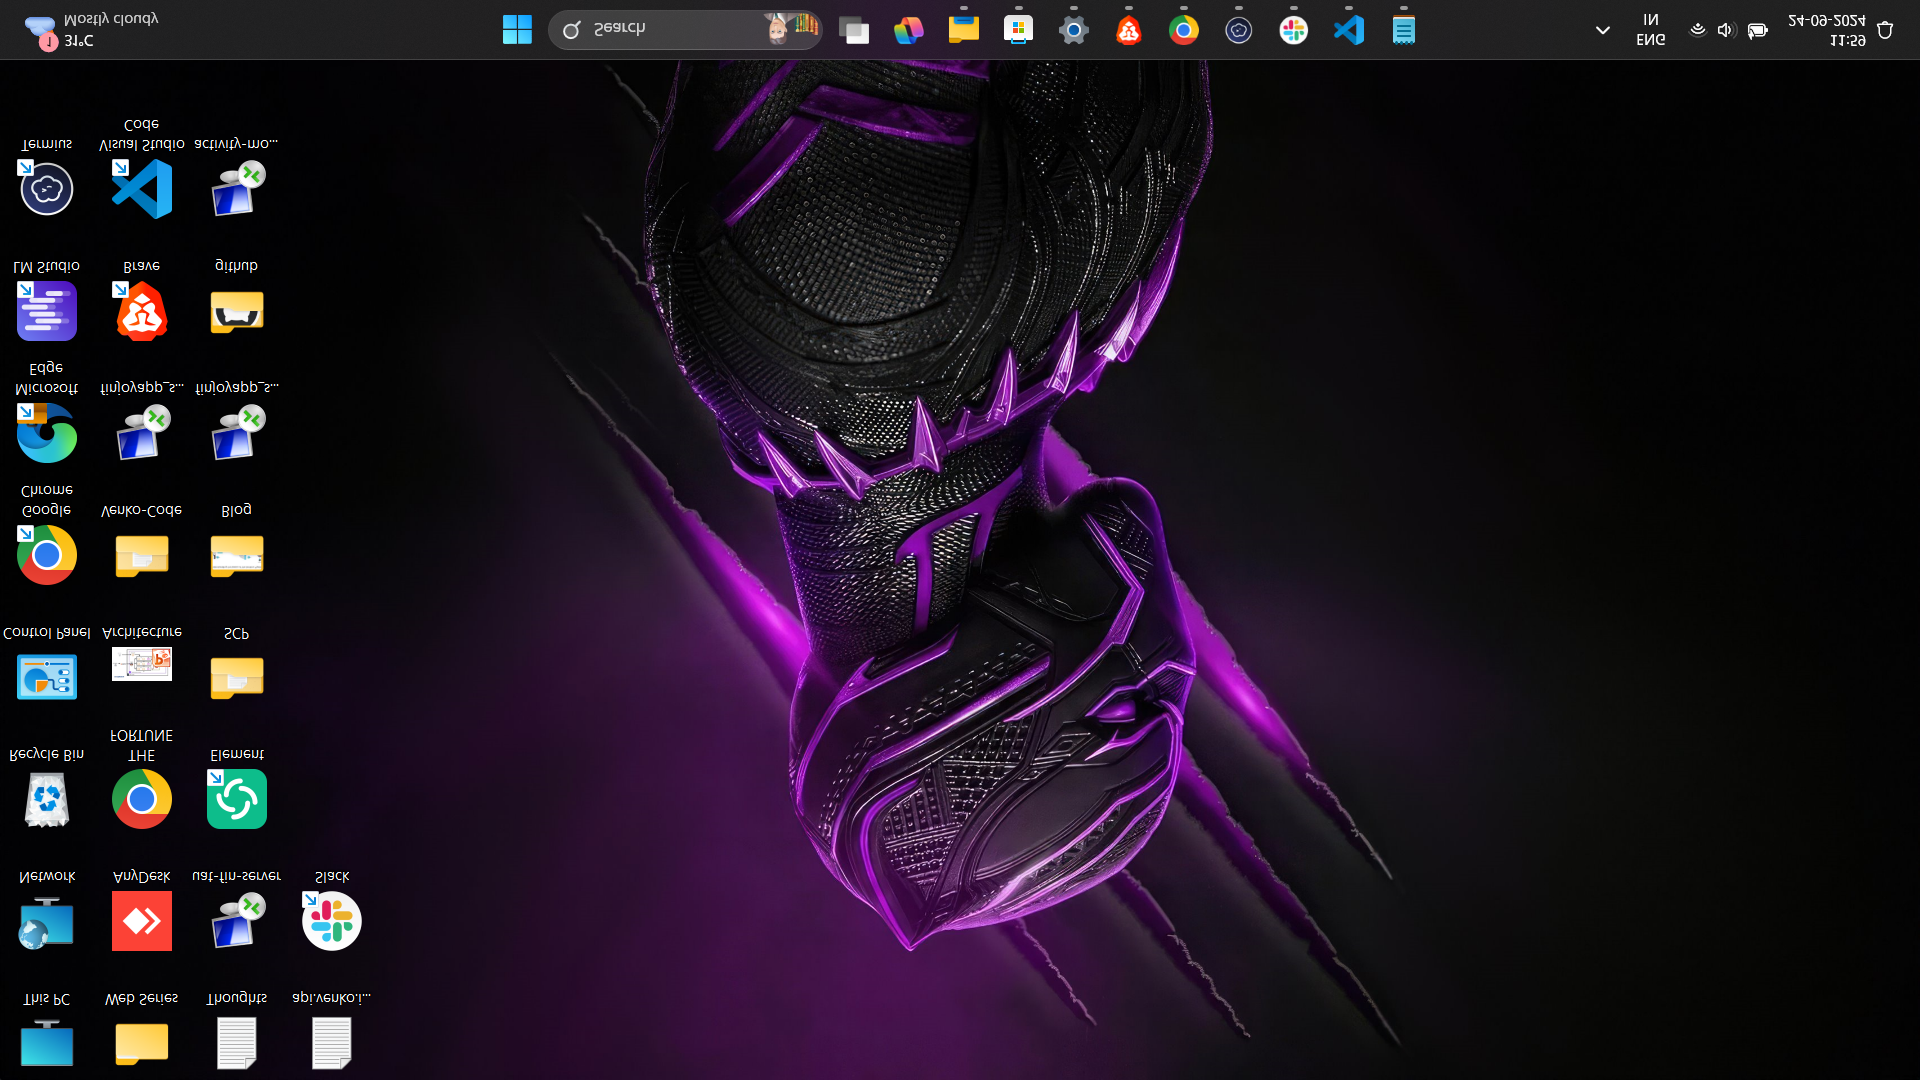 Mostly cloudy
31°C
1
Search
ENG
IN
11:59
24-09-2024
This PC
Network
Recycle Bin
Control Panel
Google
Chrome
Microsoft
Edge
LM Studio
Termius
Web Series
AnyDesk
THE
FORTUNE
Architecture
Venko-Code
finjoyapp_s...
Brave
Visual Studio
Code
Thoughts
uat-fin-server
Element
SCP
Blog
finjoyapp_s...
github
activity-mo...
api.venko.i...
Slack